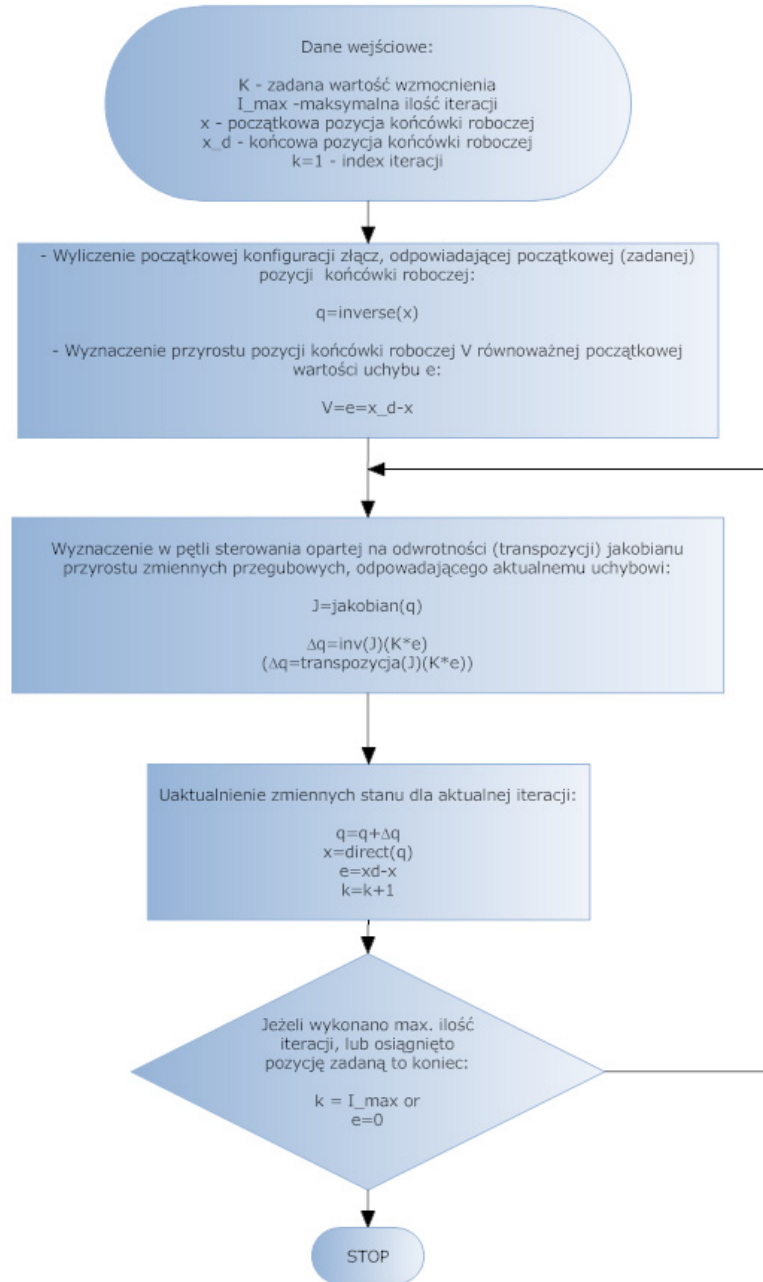 Dane wejściowe:
K - zadana wartość wzmocnienia
I_max -maksymalna ilość iteracji
x - początkowa pozycja końcówki roboczej
x_d - końcowa pozycja końcówki roboczej
k=1 - index iteracji
- Wyliczenie początkowej konfiguracji złącz, odpowiadającej początkowej (zadanej)
pozycji końcówki roboczej:
q=inverse(x)
- Wyznaczenie przyrostu pozycji końcówki roboczej V równoważnej początkowej
wartości uchybu e:
V=e=x_d-x
Wyznaczenie w pętli sterowania opartej na odwrotności (transpozycji) jakobianu
przyrostu zmiennych przegubowych, odpowadającego aktualnemu uchybowi:
J=jakobian(q)
Δq=inv(J)(K*e)
(Δq=transpozycja(J)(K*e))
Uaktualnienie zmiennych stanu dla aktualnej iteracji:
q=q+Δq
x=direct(q)
e=xd-x
k=k+1
Jeżeli wykonano max. ilość
iteracji, lub osiągnięto
pozycję zadaną to koniec:
k = I_max or
e=0
STOP